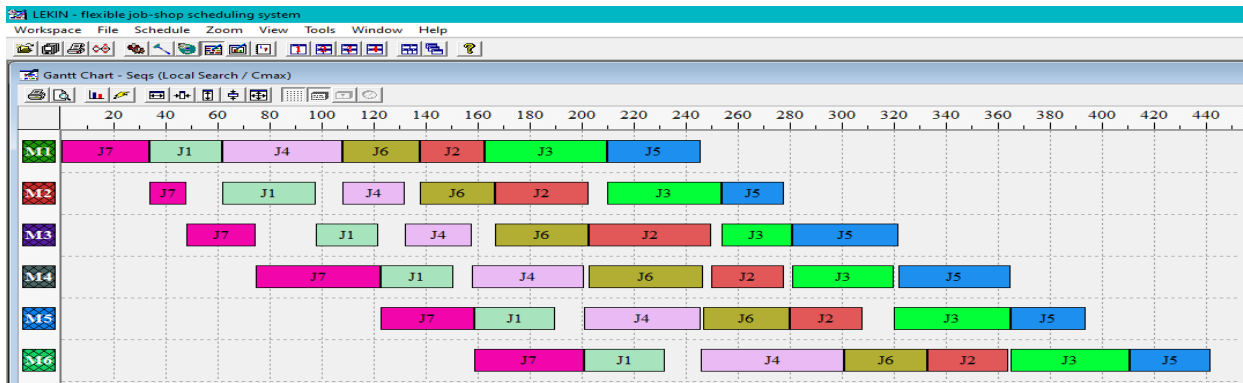 LEKIN - flexible job-shop scheduling system
Workspace File Schedule Zoom View Tools Window Help
Gantt Chart - Seqs (Local Search / Cmax)
20 40 60 80 100 120 140 160 180 200 220 240 260 280 300 320 340 360 380 400 420 440
M1 J7 J1 J4 J6 J2 J3 J5
M2 J7 J1 J4 J6 J2 J3 J5
M3 J7 J1 J4 J6 J2 J3 J5
M4 J7 J1 J4 J6 J2 J3 J5
M5 J7 J1 J4 J6 J2 J3 J5
M6 J7 J1 J4 J6 J2 J3 J5